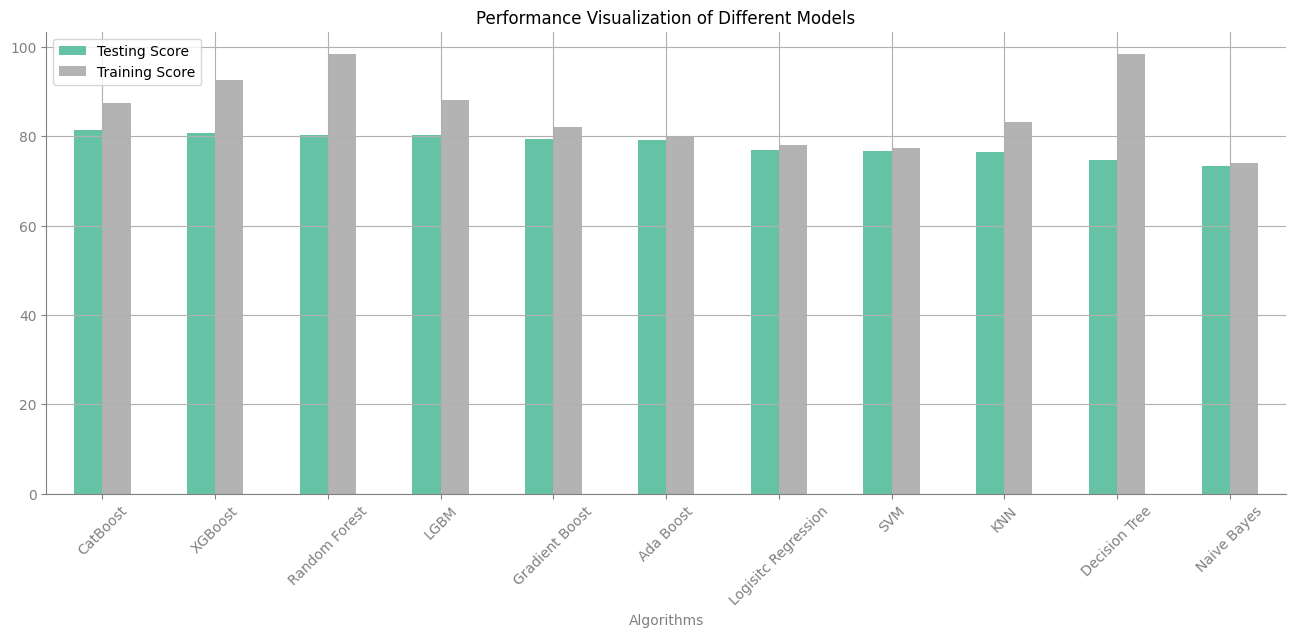 Performance Visualization of Different Models
Testing Score
Training Score
100
80
60
40
20
0
CatBoost
XGBoost
Random Forest
LGBM
Gradient Boost
Ada Boost
Logisitc Regression
SVM
KNN
Decision Tree
Naive Bayes
Algorithms